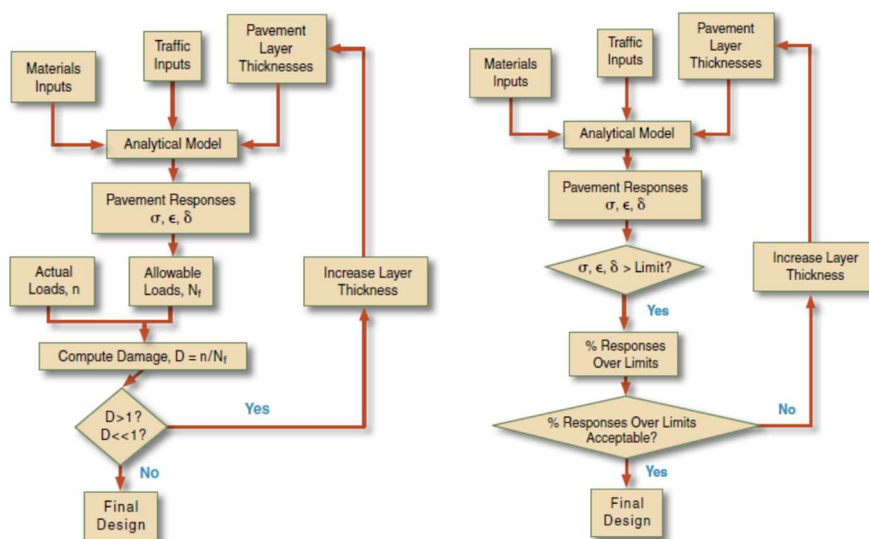 Materials
Inputs
Traffic
Inputs
Pavement
Layer
Thicknesses
Analytical Model
Pavement Responses
σ, ϵ, δ
Actual
Loads, n
Allowable
Loads, Nf
Increase Layer
Thickness
Compute Damage, D = n/Nf
D>1?
D<<1?
Yes
No
Final
Design
Materials
Inputs
Traffic
Inputs
Pavement
Layer
Thicknesses
Analytical Model
Pavement Responses
σ, ϵ, δ
σ, ϵ, δ > Limit?
Increase Layer
Thickness
Yes
% Responses
Over Limits
% Responses Over Limits
Acceptable?
No
Yes
Final
Design